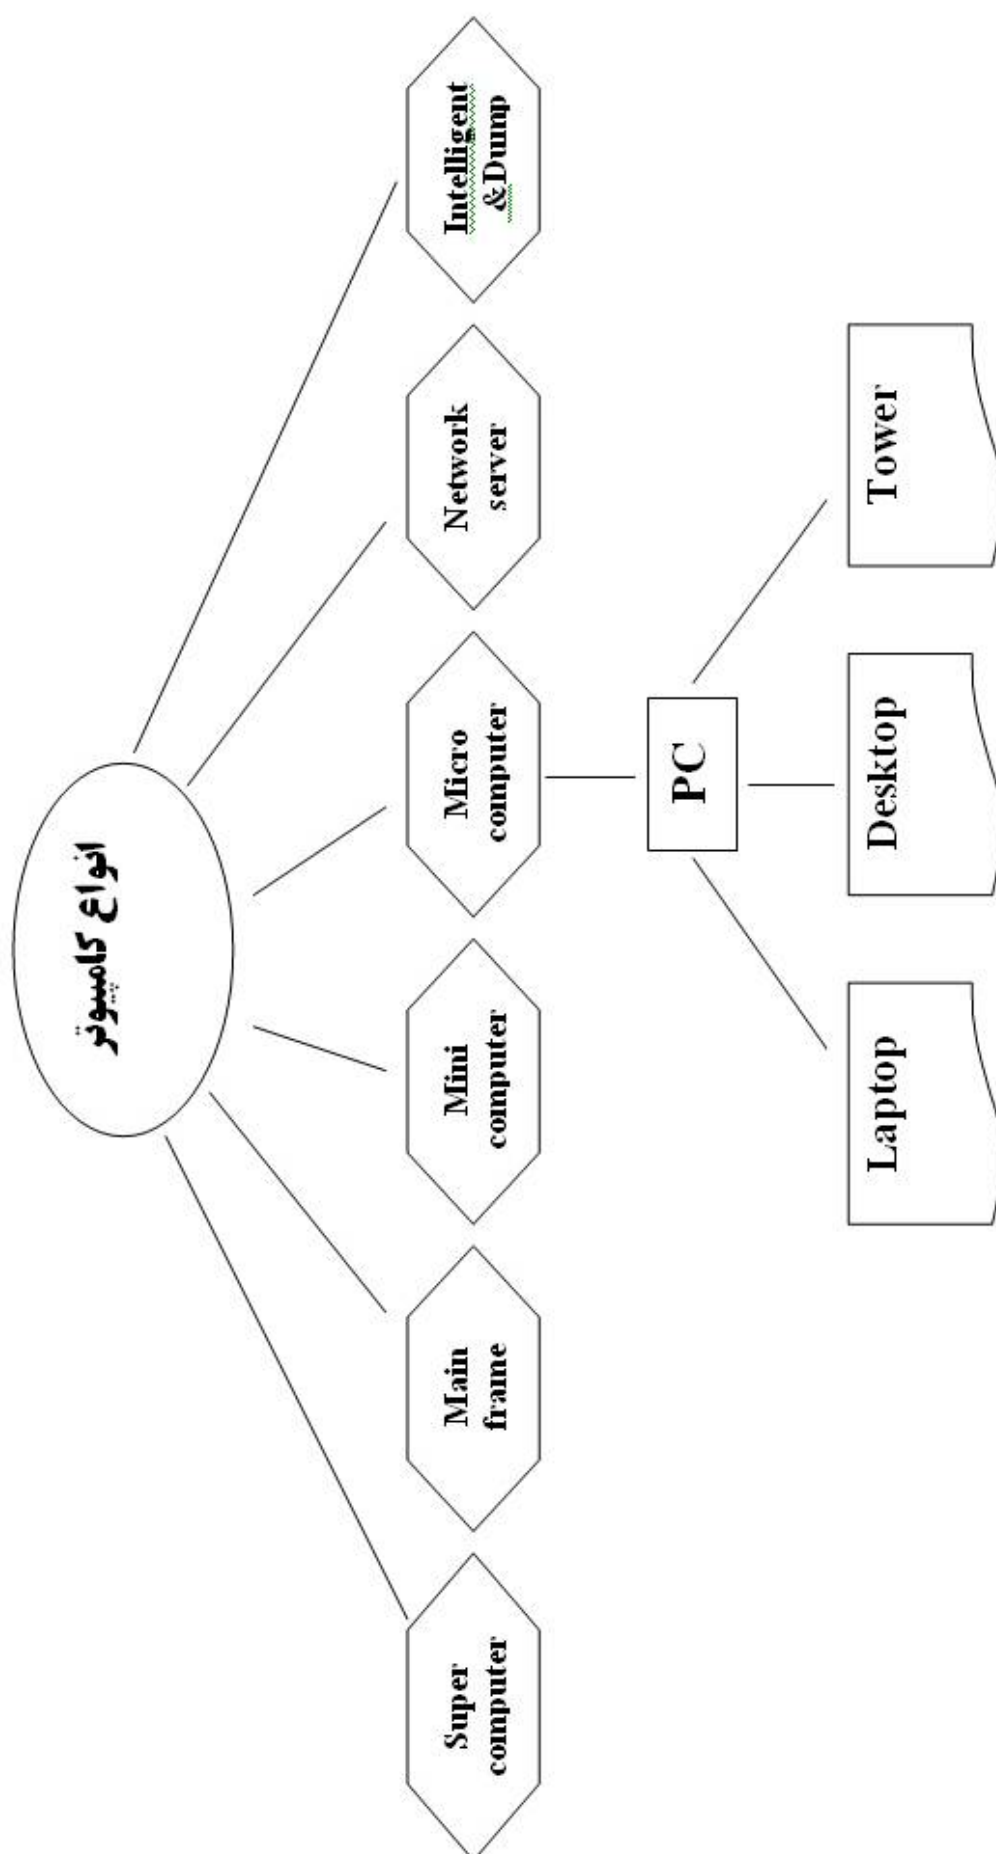 انواع کامپیوتر
Super
computer
Main
frame
Mini
computer
Micro
computer
Network
server
Intelligent
&Dump
PC
Laptop
Desktop
Tower